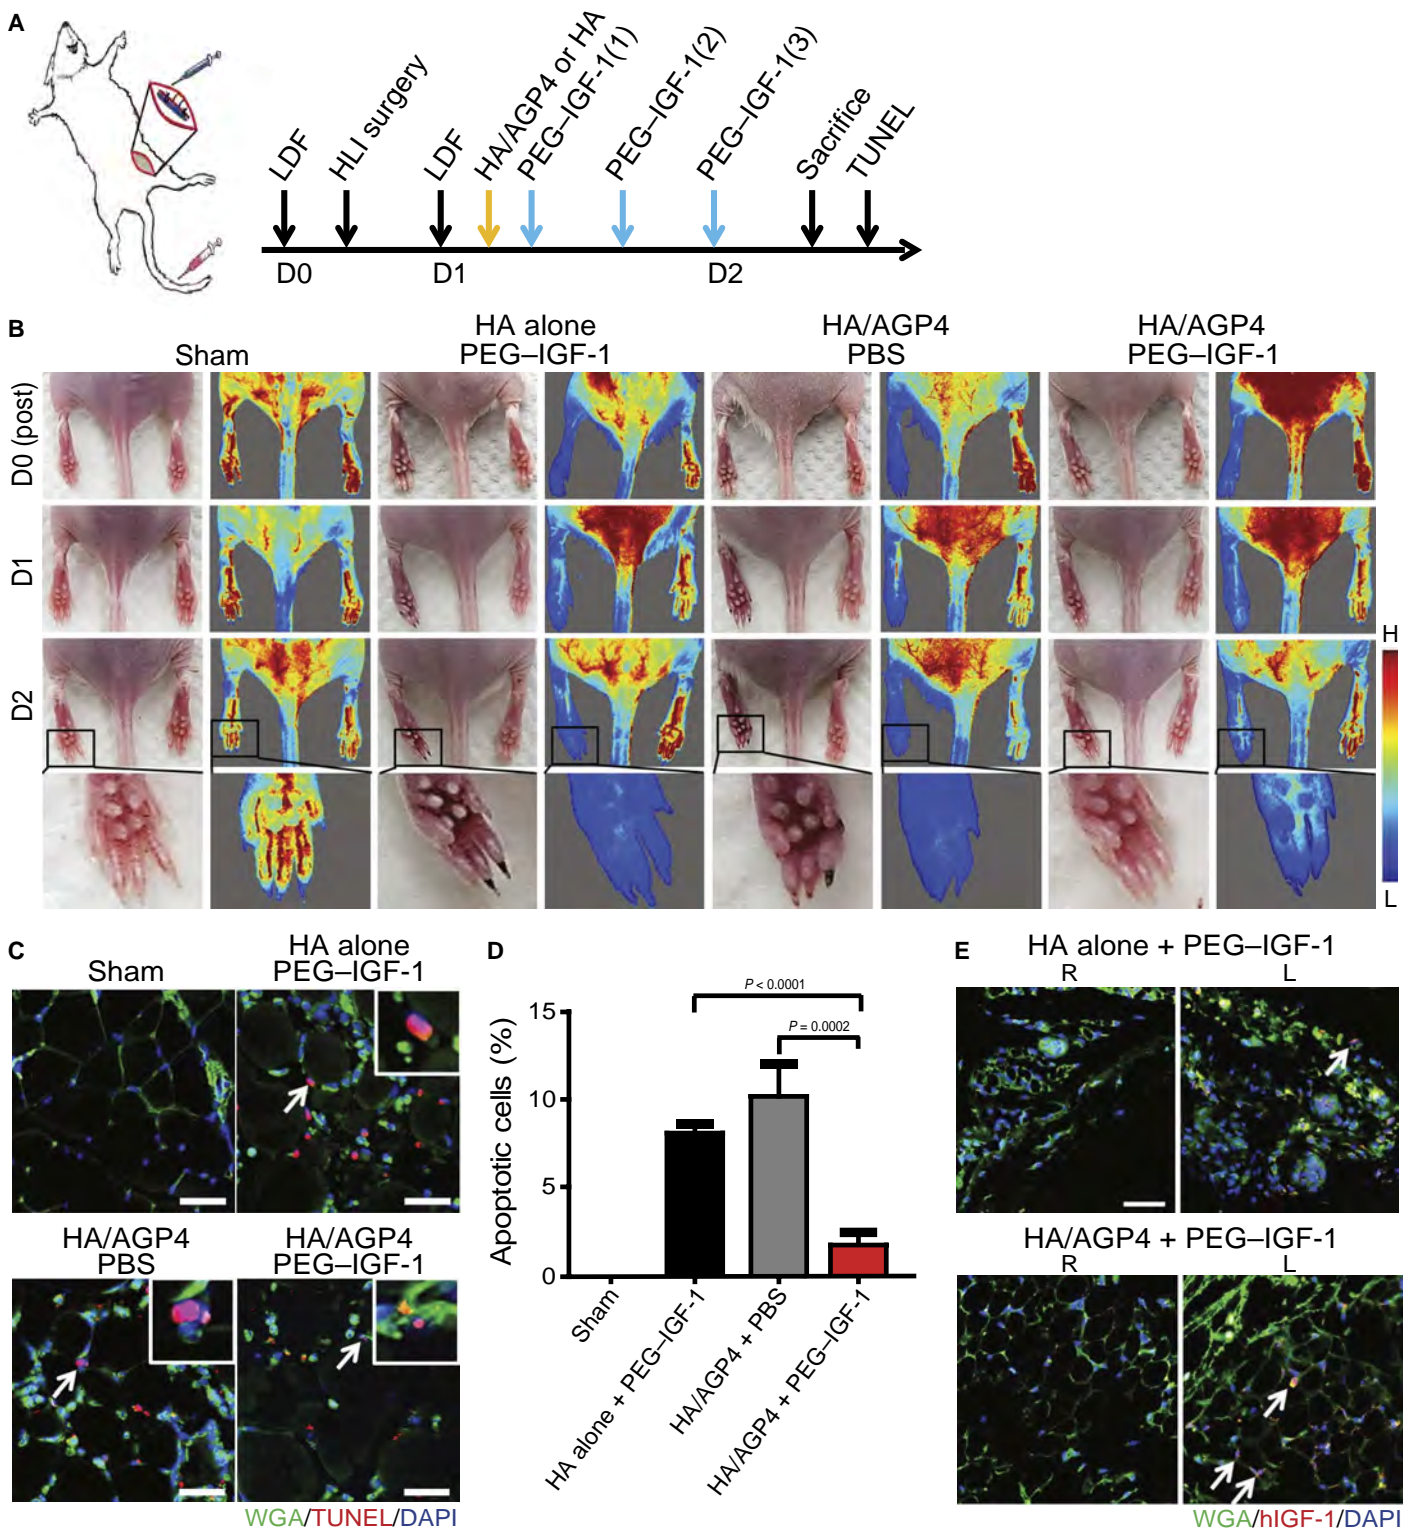 A
LDF
HLI surgery
LDF
HA/AGP4 or HA
PEG–IGF-1(1)
PEG–IGF-1(2)
PEG–IGF-1(3)
Sacrifice
TUNEL
D0
D1
D2
B
Sham
HA alone
PEG–IGF-1
HA/AGP4
PBS
HA/AGP4
PEG–IGF-1
D0 (post)
D1
D2
H
L
C
Sham
HA alone
PEG–IGF-1
HA/AGP4
PBS
HA/AGP4
PEG–IGF-1
WGA/TUNEL/DAPI
D
P < 0.0001
P = 0.0002
Apoptotic cells (%)
15
10
5
0
Sham
HA alone + PEG–IGF-1
HA/AGP4 + PBS
HA/AGP4 + PEG–IGF-1
E
HA alone + PEG–IGF-1
R
L
HA/AGP4 + PEG–IGF-1
R
L
WGA/hIGF-1/DAPI